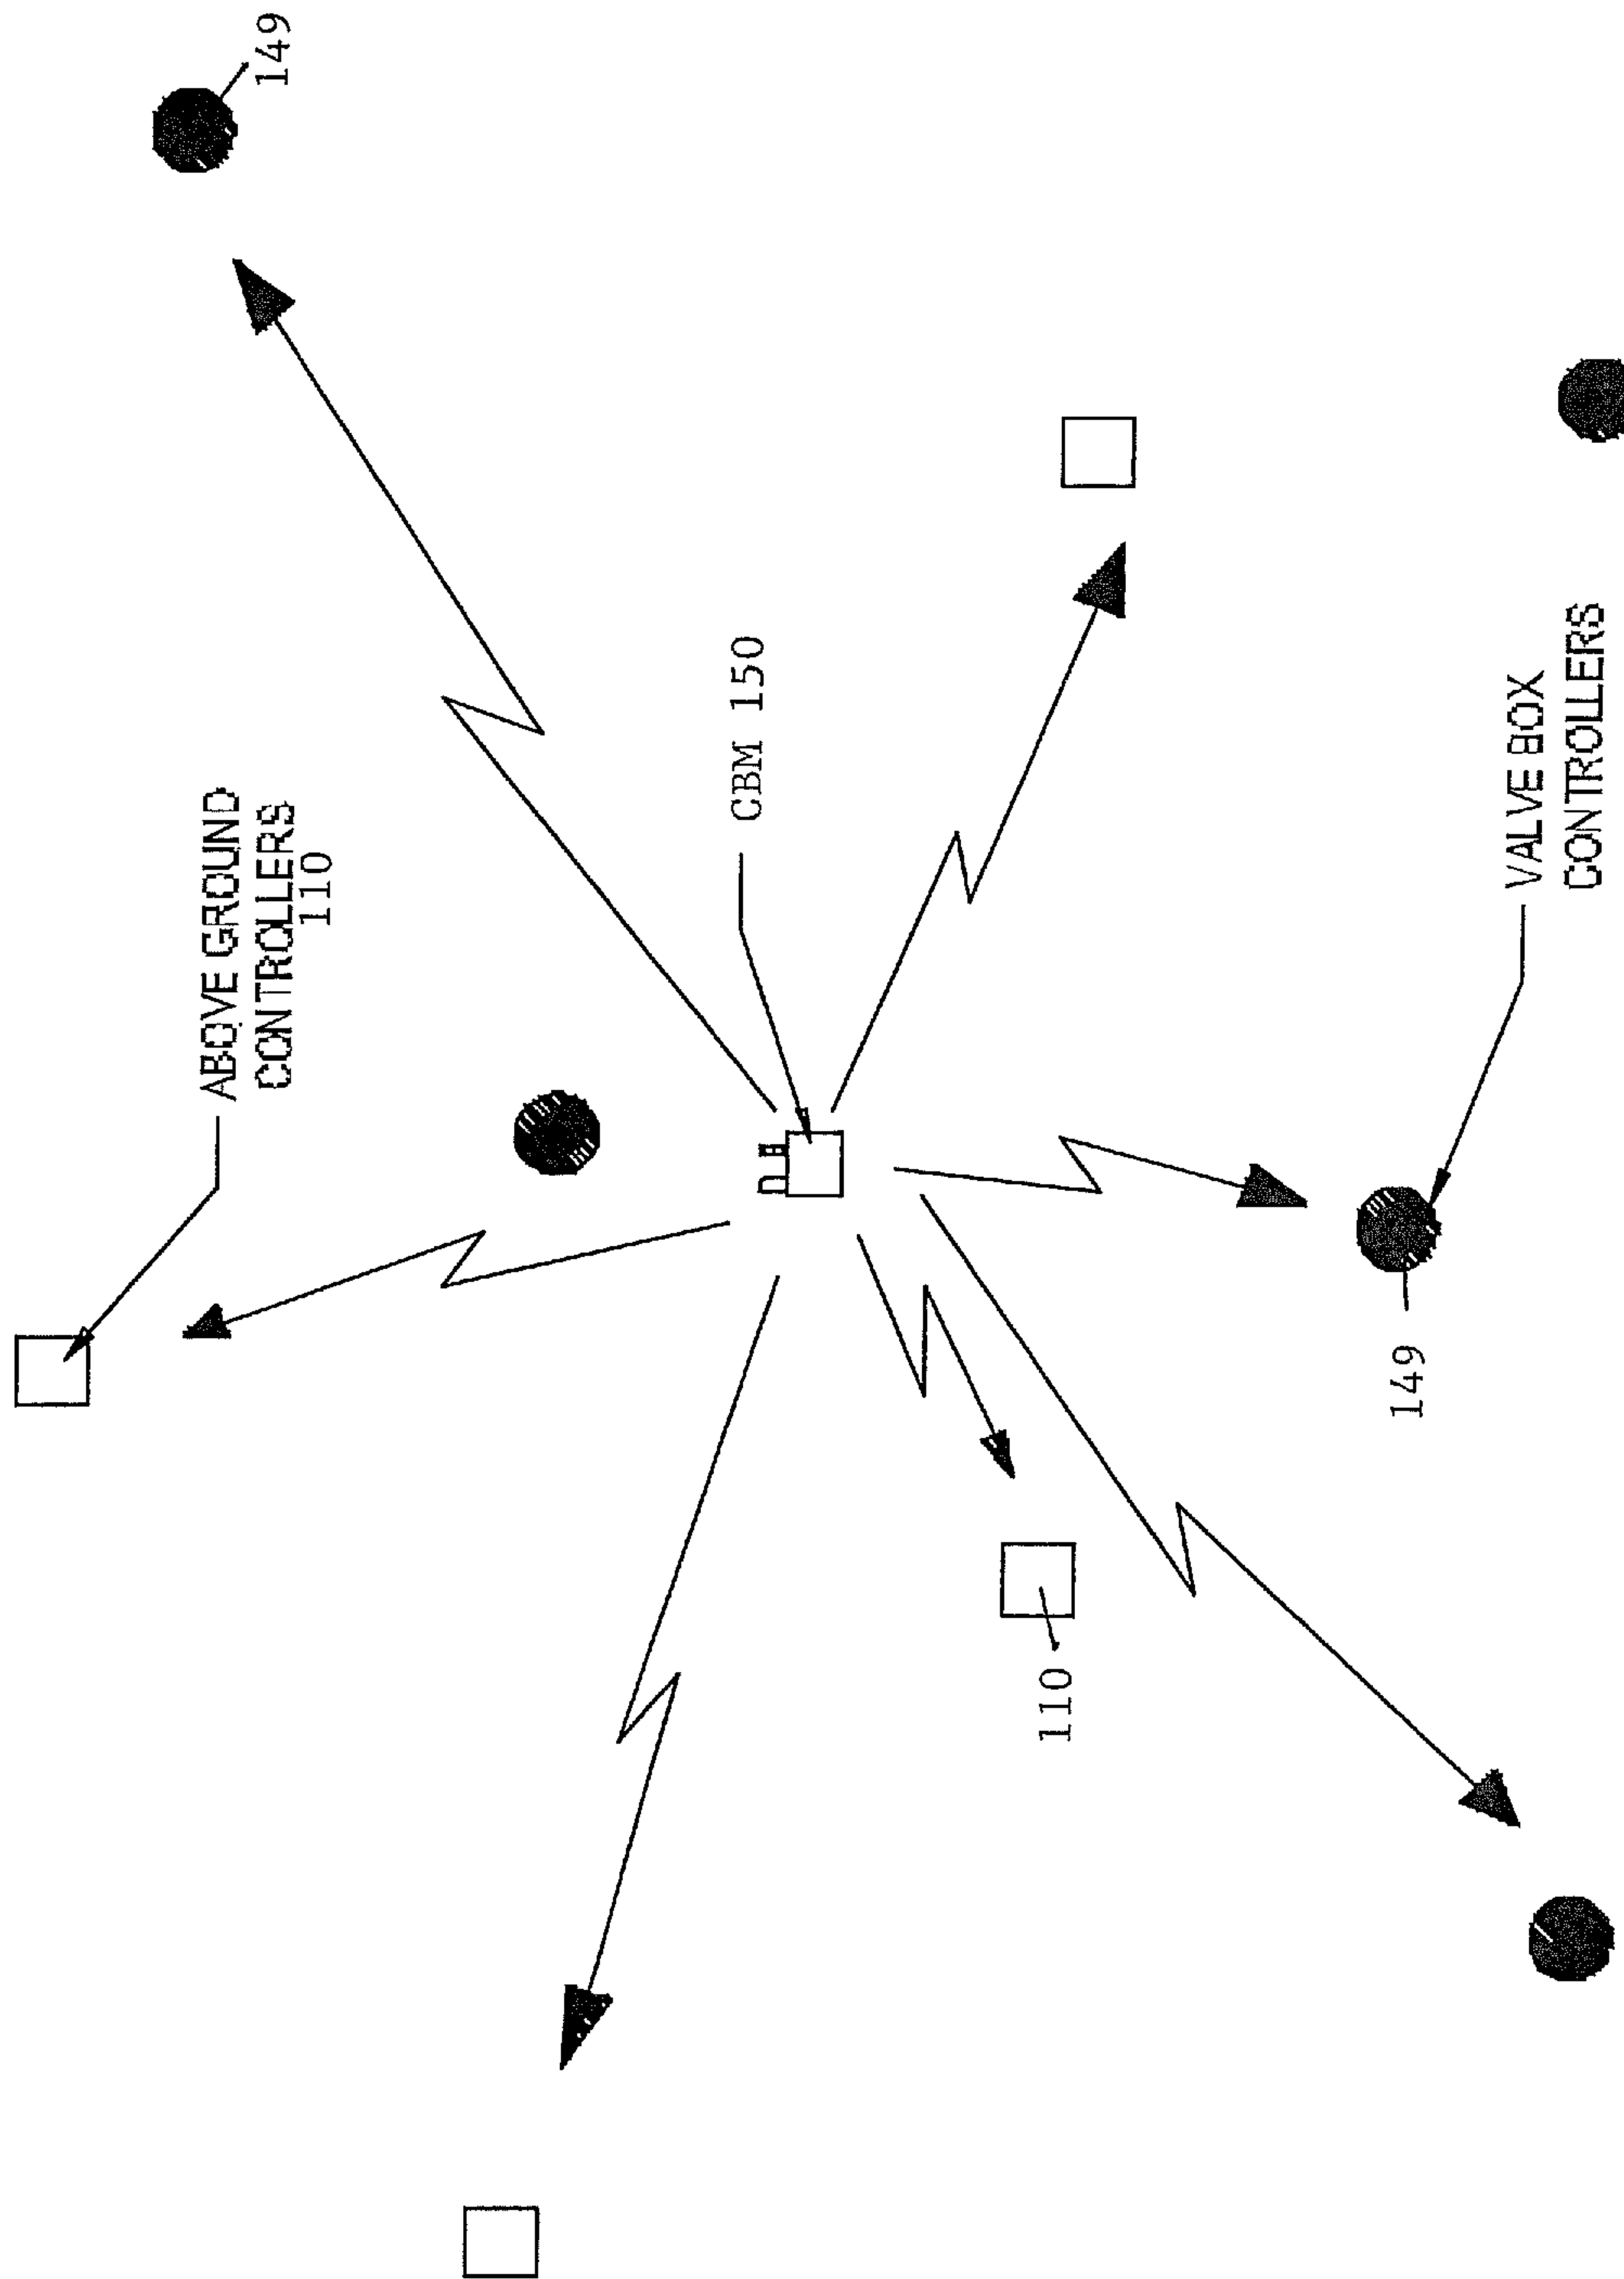 ABOVE GROUND
CONTROLLERS
110
149
CBM 150
110
149
VALVE BOX
CONTROLLERS